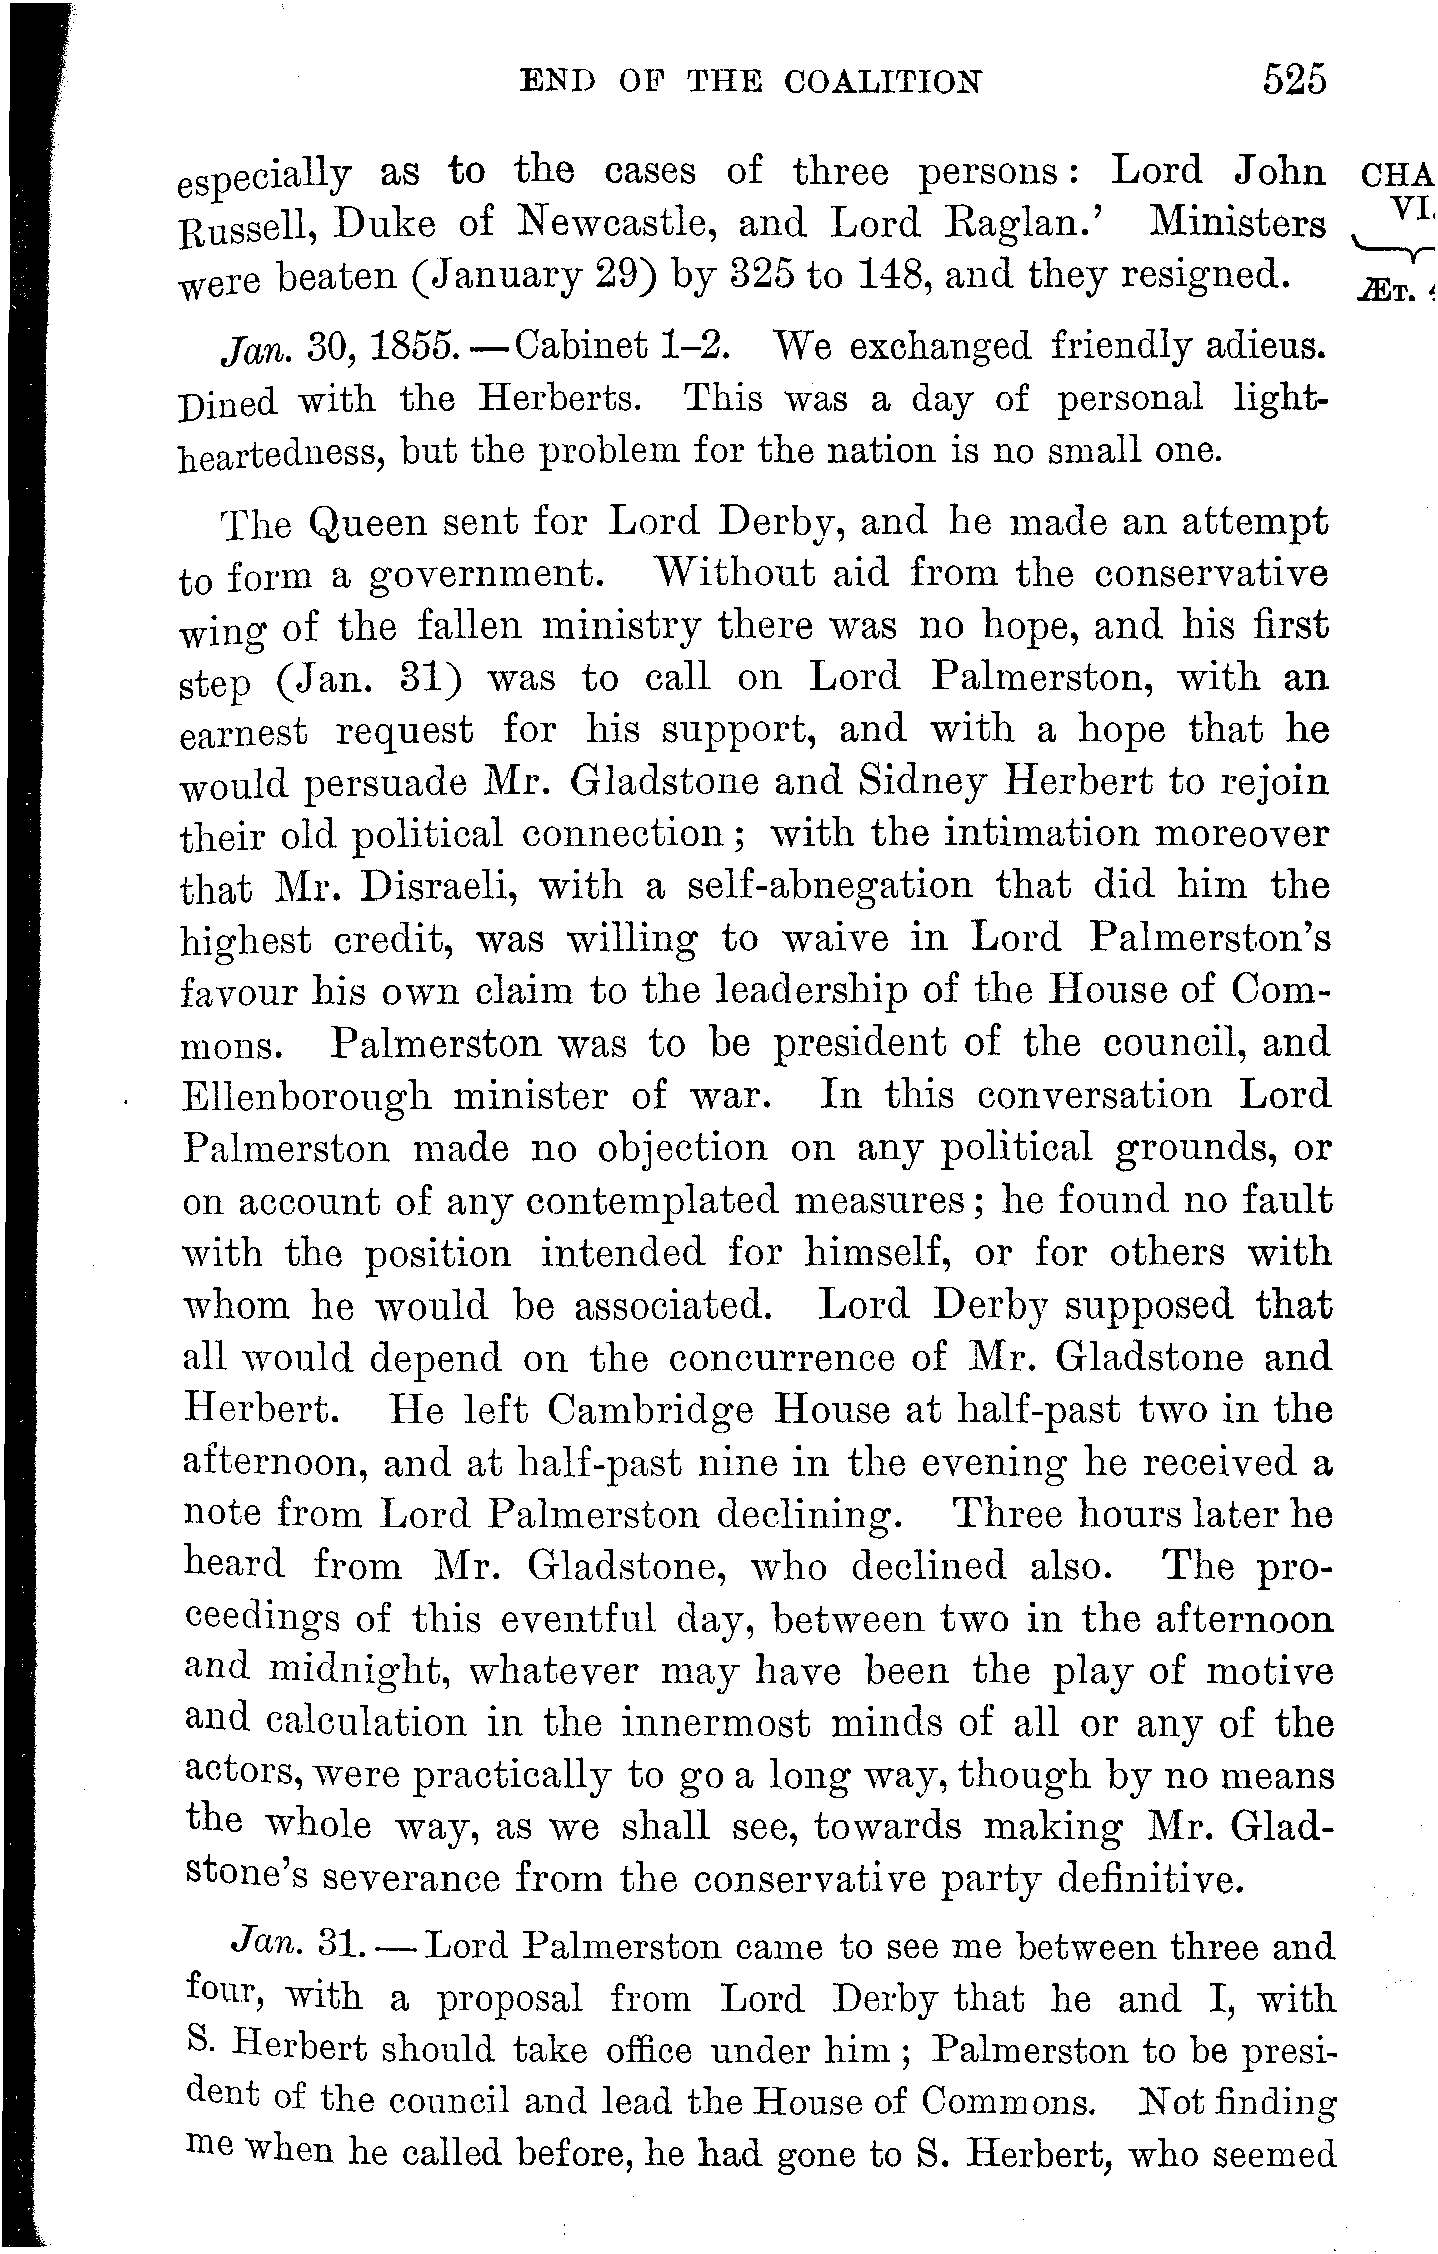 END OF THE COALITION 525
especially as to the cases of three persons: Lord John
Russell, Duke of Newcastle, and Lord Raglan.' Ministers
were beaten (January 29) by 325 to 148, and they resigned.
CHA
VI.
ÆT.
Jan. 30, 1855.—Cabinet 1–2. We exchanged friendly adieus.
Dined with the Herberts. This was a day of personal light-
heartedness, but the problem for the nation is no small one.
The Queen sent for Lord Derby, and he made an attempt
to form a government. Without aid from the conservative
wing of the fallen ministry there was no hope, and his first
step (Jan. 31) was to call on Lord Palmerston, with an
earnest request for his support, and with a hope that he
would persuade Mr. Gladstone and Sidney Herbert to rejoin
their old political connection; with the intimation moreover
that Mr. Disraeli, with a self-abnegation that did him the
highest credit, was willing to waive in Lord Palmerston's
favour his own claim to the leadership of the House of Com-
mons. Palmerston was to be president of the council, and
Ellenborough minister of war. In this conversation Lord
Palmerston made no objection on any political grounds, or
on account of any contemplated measures; he found no fault
with the position intended for himself, or for others with
whom he would be associated. Lord Derby supposed that
all would depend on the concurrence of Mr. Gladstone and
Herbert. He left Cambridge House at half-past two in the
afternoon, and at half-past nine in the evening he received a
note from Lord Palmerston declining. Three hours later he
heard from Mr. Gladstone, who declined also. The pro-
ceedings of this eventful day, between two in the afternoon
and midnight, whatever may have been the play of motive
and calculation in the innermost minds of all or any of the
actors, were practically to go a long way, though by no means
the whole way, as we shall see, towards making Mr. Glad-
stone's severance from the conservative party definitive.
Jan. 31.—Lord Palmerston came to see me between three and
four, with a proposal from Lord Derby that he and I, with
S. Herbert should take office under him; Palmerston to be presi-
dent of the council and lead the House of Commons. Not finding
me when he called before, he had gone to S. Herbert, who seemed